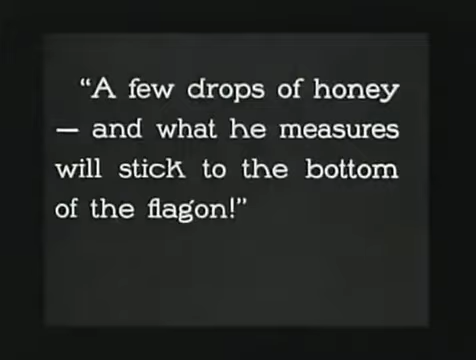 “A few drops of honey
— and what he measures
will stick to the bottom
of the flagon!”